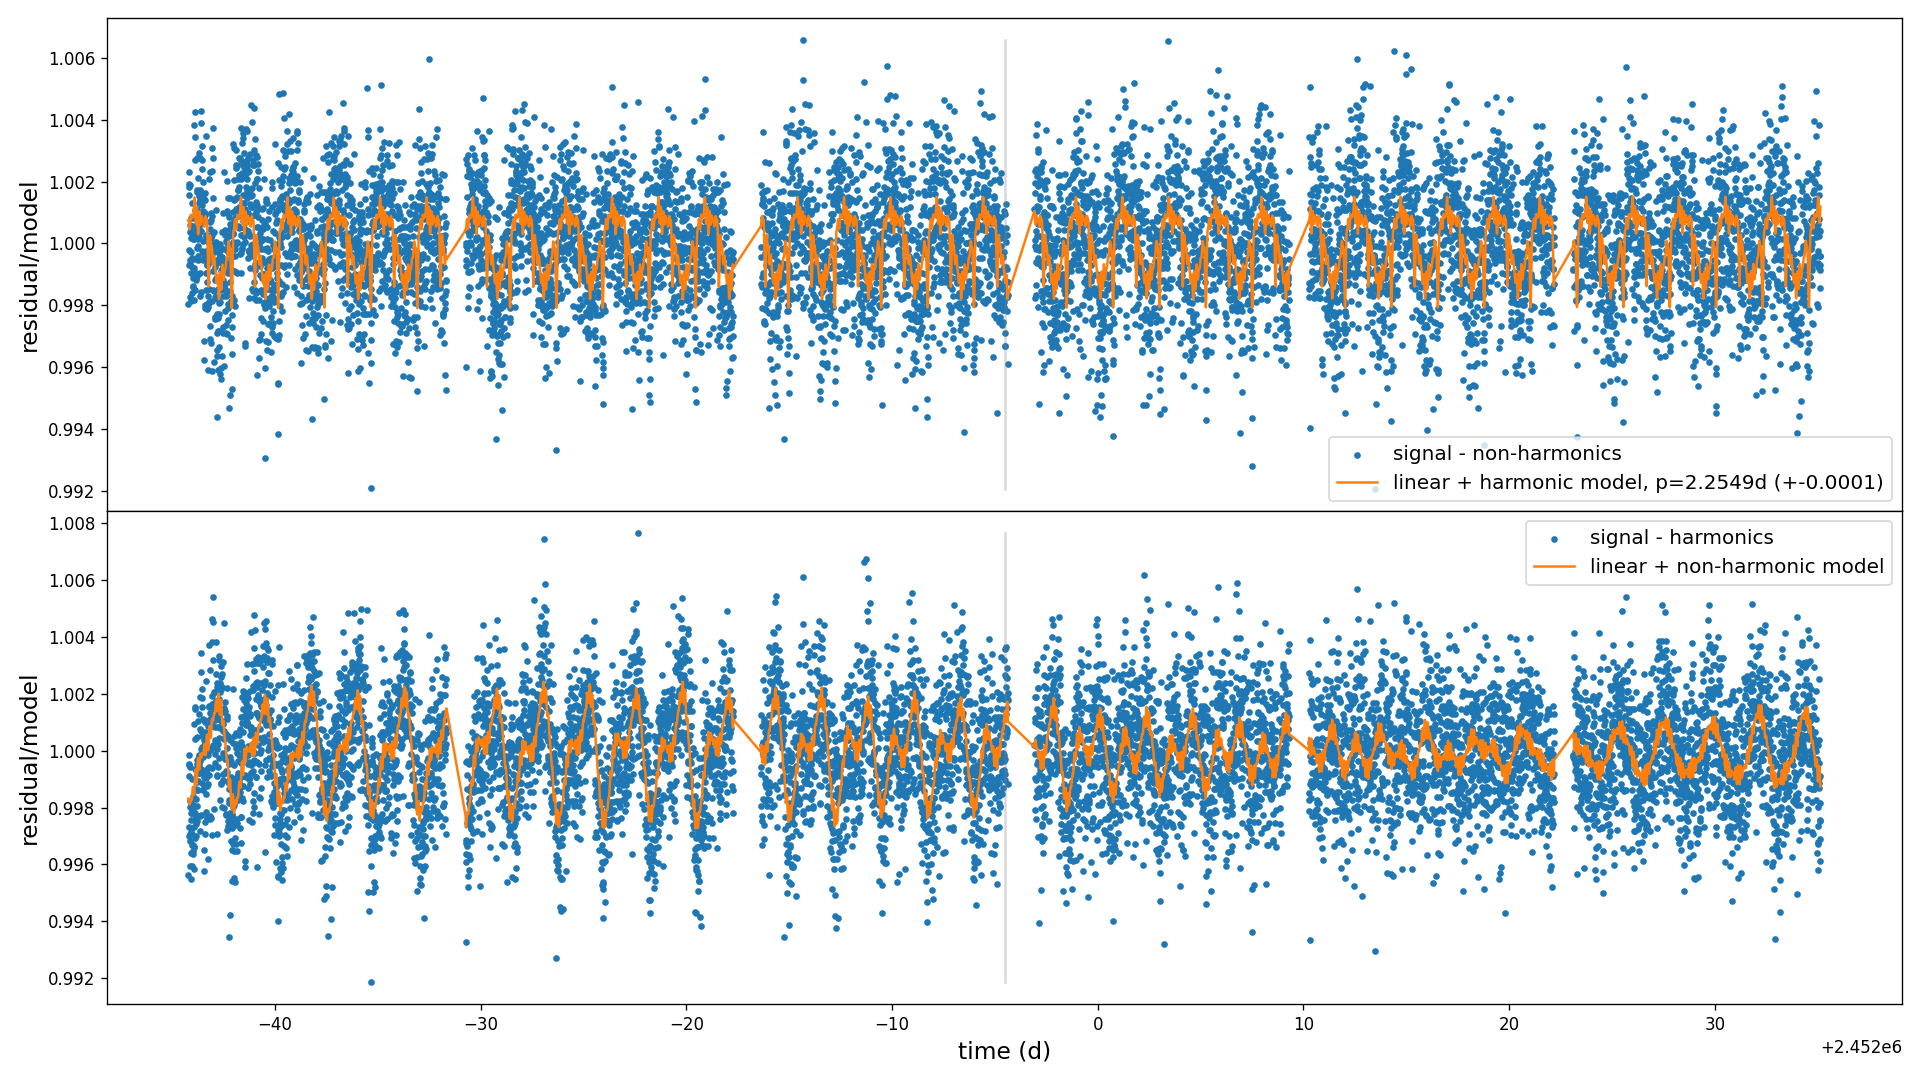 1.006
1.004
1.002
1.000
0.998
0.996
0.994
0.992
residual/model
signal - non-harmonics
linear + harmonic model, p=2.2549d (+-0.0001)
1.008
1.006
1.004
1.002
1.000
0.998
0.996
0.994
0.992
residual/model
signal - harmonics
linear + non-harmonic model
−40 −30 −20 −10 0 10 20 30
time (d)
+2.452e6